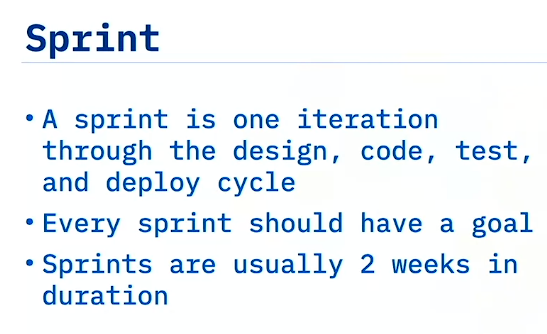 Sprint
• A sprint is one iteration
through the design, code, test,
and deploy cycle
• Every sprint should have a goal
• Sprints are usually 2 weeks in
duration